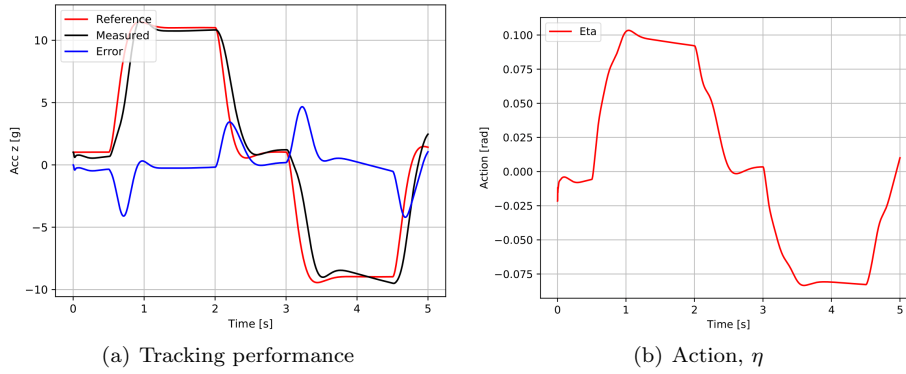 Reference
Measured
Error
10
5
0
−5
−10
Acc z [g]
0 1 2 3 4 5
Time [s]
(a) Tracking performance
Eta
0.100
0.075
0.050
0.025
0.000
−0.025
−0.050
−0.075
Action [rad]
0 1 2 3 4 5
Time [s]
(b) Action, η